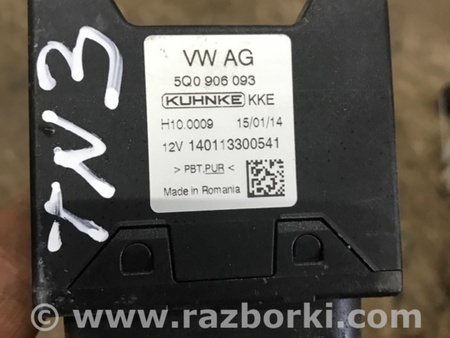 VW AG
5Q0 906 093
KUHNKE KKE
H10.0009 15/01/14
12V 140113300541
> PBT.PUR <
Made in Romania
TN3
www.razborki.com